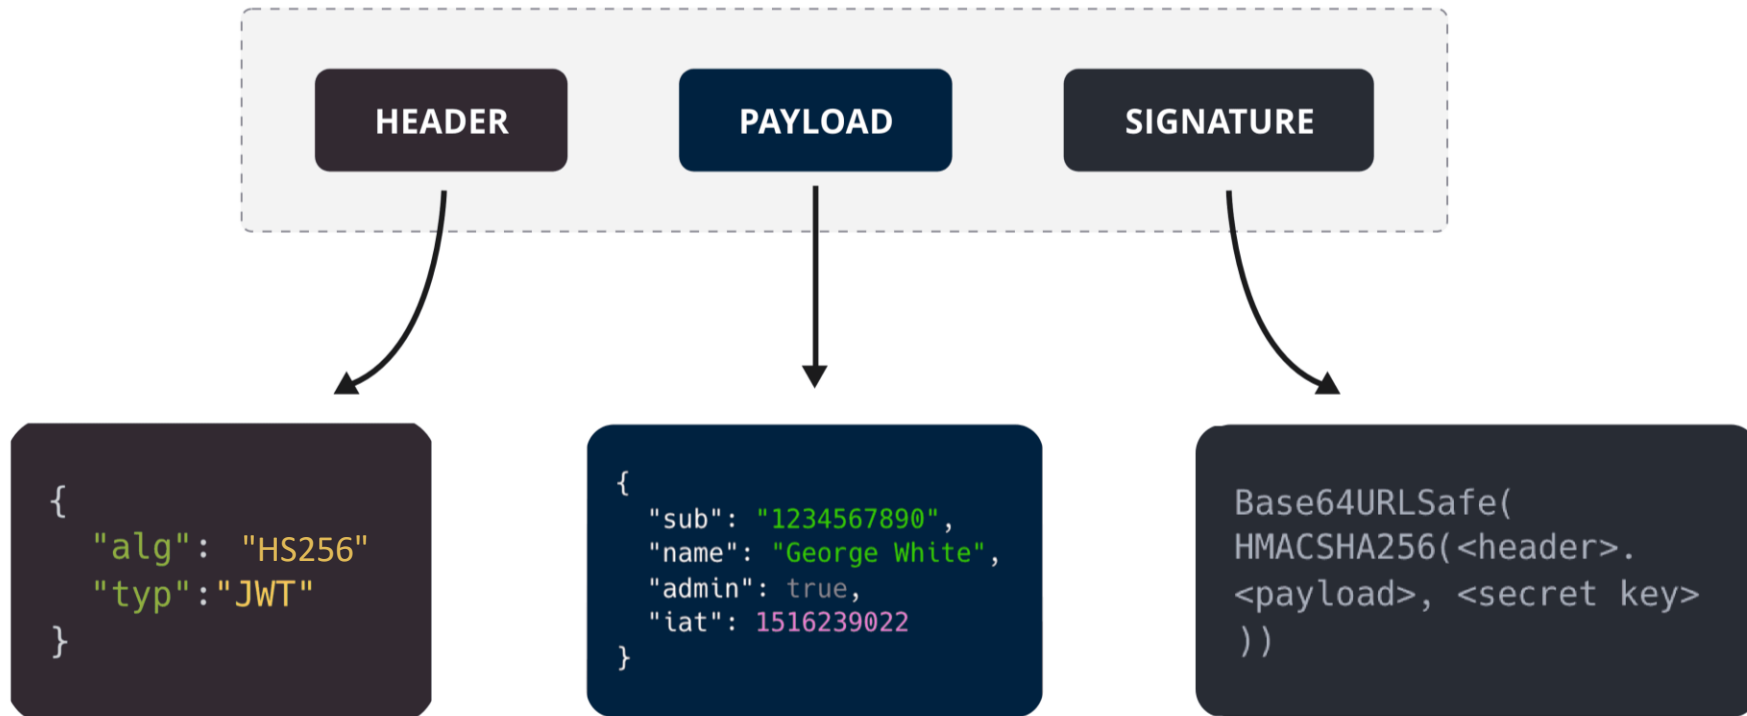 HEADER
PAYLOAD
SIGNATURE
{
"alg": "HS256"
"typ":"JWT"
}
{
"sub": "1234567890",
"name": "George White",
"admin": true,
"iat": 1516239022
}
Base64URLSafe(
HMACSHA256(<header>.
<payload>, <secret key>
))